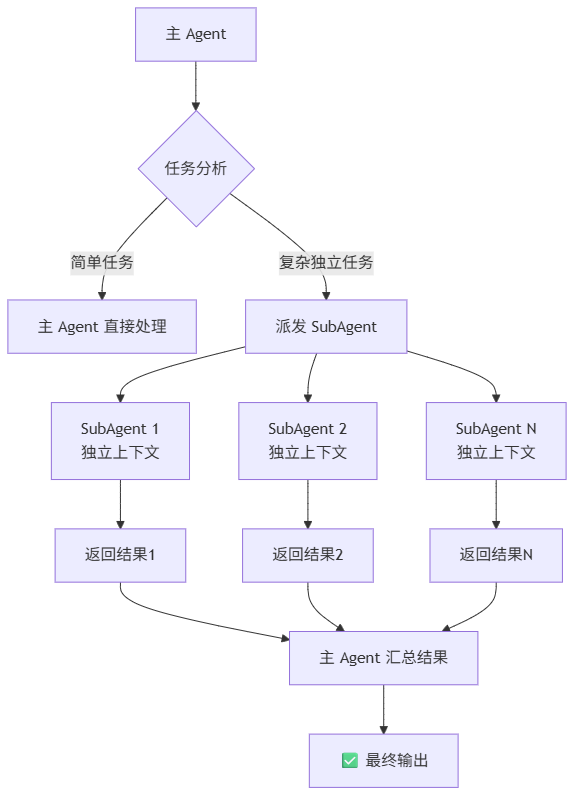 主 Agent
任务分析
简单任务
复杂独立任务
主 Agent 直接处理
派发 SubAgent
SubAgent 1
独立上下文
SubAgent 2
独立上下文
SubAgent N
独立上下文
返回结果1
返回结果2
返回结果N
主 Agent 汇总结果
✅ 最终输出